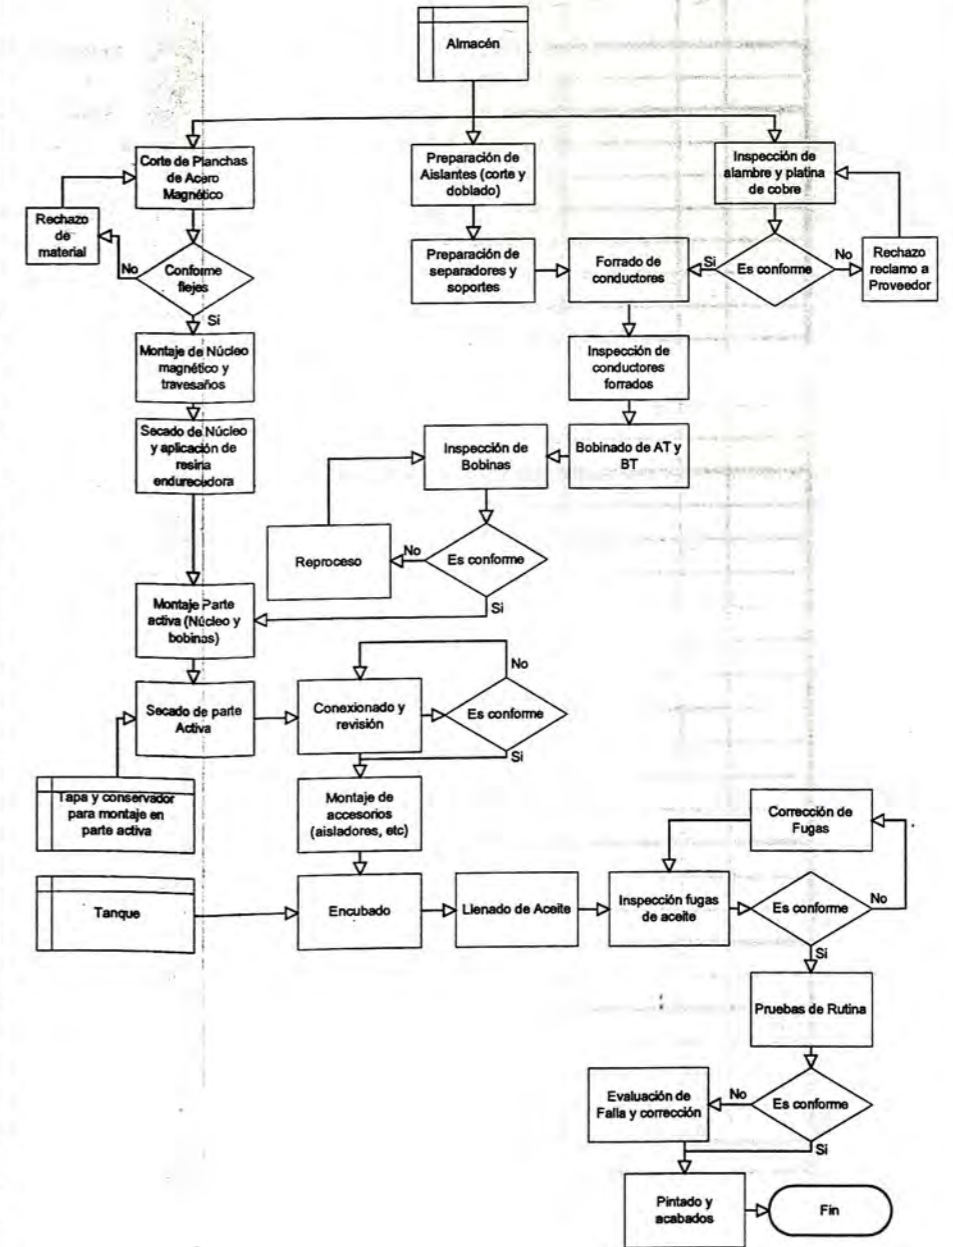 Almacén
Corte de Planchas
de Acero
Magnético
Preparación de
Aislantes (corte y
doblado)
Inspección de
alambre y platina
de cobre
Rechazo
de
material
No
Conforme
flejes
Si
Preparación de
separadores y
soportes
Forrado de
conductores
Si
Es conforme
No
Rechazo
reclamo a
Proveedor
Montaje de Núcleo
magnético y
travesaños
Inspección de
conductores
forrados
Secado de Núcleo
y aplicación de
resina
endurecedora
Inspección de
Bobinas
Bobinado de AT y
BT
Reproceso
No
Es conforme
Si
Montaje Parte
activa (Núcleo y
bobinas)
No
Secado de parte
Activa
Conexionado y
revisión
Es conforme
Si
Tapa y conservador
para montaje en
parte activa
Montaje de
accesorios
(aisladores, etc)
Corrección de
Fugas
Tanque
Encubado
Llenado de Aceite
Inspección fugas
de aceite
Es conforme
No
Si
Pruebas de Rutina
Evaluación de
Falla y corrección
No
Es conforme
Si
Pintado y
acabados
Fin